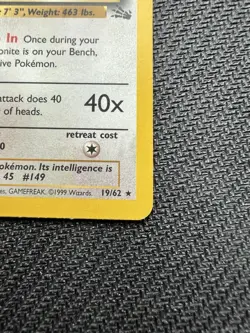 7' 3", Weight: 463 lbs.
In Once during your
onite is on your Bench,
ive Pokémon.
attack does 40
of heads.
40x
retreat cost
okémon. Its intelligence is
45 #149
es, GAMEFREAK. ©1999 Wizards. 19/62 ★